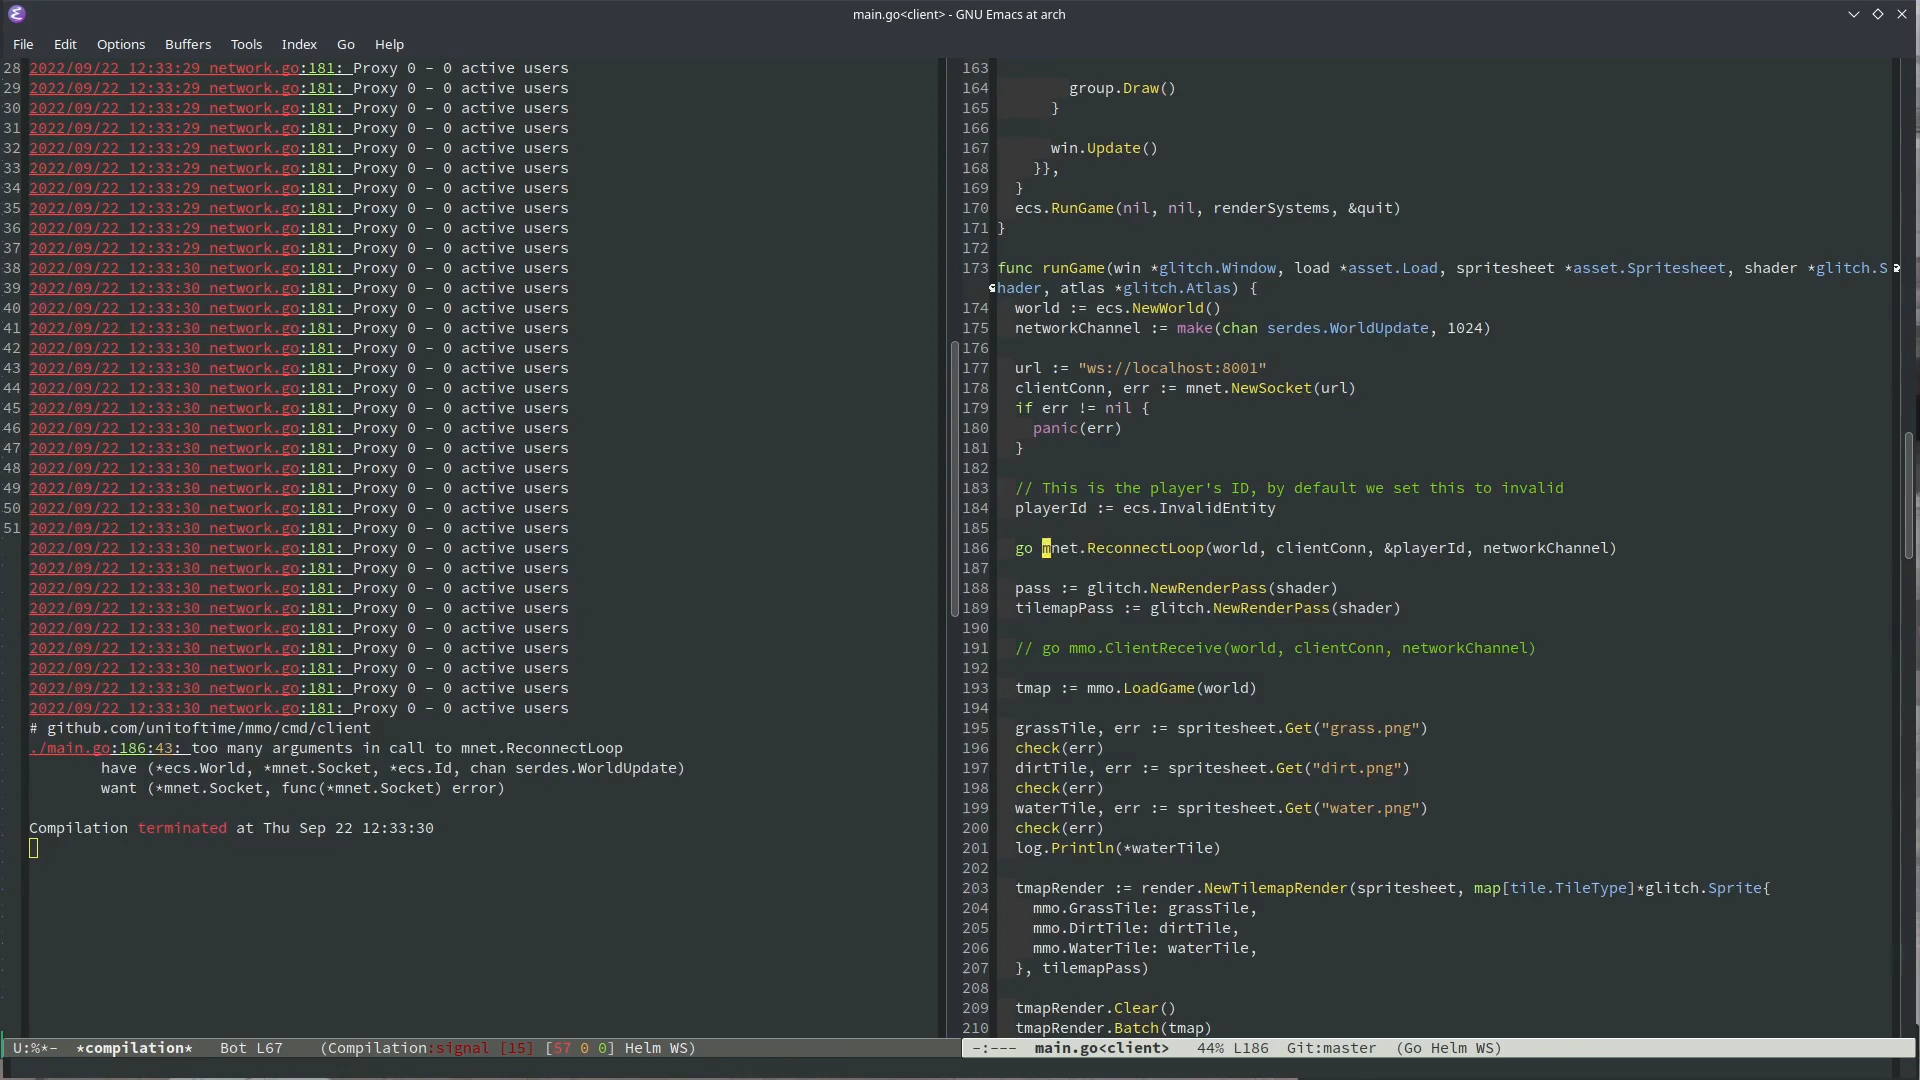 main.go<client> - GNU Emacs at arch
File Edit Options Buffers Tools Index Go Help
28 2022/09/22 12:33:29 network.go:181: Proxy 0 - 0 active users
29 2022/09/22 12:33:29 network.go:181: Proxy 0 - 0 active users
30 2022/09/22 12:33:29 network.go:181: Proxy 0 - 0 active users
31 2022/09/22 12:33:29 network.go:181: Proxy 0 - 0 active users
32 2022/09/22 12:33:29 network.go:181: Proxy 0 - 0 active users
33 2022/09/22 12:33:29 network.go:181: Proxy 0 - 0 active users
34 2022/09/22 12:33:29 network.go:181: Proxy 0 - 0 active users
35 2022/09/22 12:33:29 network.go:181: Proxy 0 - 0 active users
36 2022/09/22 12:33:29 network.go:181: Proxy 0 - 0 active users
37 2022/09/22 12:33:29 network.go:181: Proxy 0 - 0 active users
38 2022/09/22 12:33:30 network.go:181: Proxy 0 - 0 active users
39 2022/09/22 12:33:30 network.go:181: Proxy 0 - 0 active users
40 2022/09/22 12:33:30 network.go:181: Proxy 0 - 0 active users
41 2022/09/22 12:33:30 network.go:181: Proxy 0 - 0 active users
42 2022/09/22 12:33:30 network.go:181: Proxy 0 - 0 active users
43 2022/09/22 12:33:30 network.go:181: Proxy 0 - 0 active users
44 2022/09/22 12:33:30 network.go:181: Proxy 0 - 0 active users
45 2022/09/22 12:33:30 network.go:181: Proxy 0 - 0 active users
46 2022/09/22 12:33:30 network.go:181: Proxy 0 - 0 active users
47 2022/09/22 12:33:30 network.go:181: Proxy 0 - 0 active users
48 2022/09/22 12:33:30 network.go:181: Proxy 0 - 0 active users
49 2022/09/22 12:33:30 network.go:181: Proxy 0 - 0 active users
50 2022/09/22 12:33:30 network.go:181: Proxy 0 - 0 active users
51 2022/09/22 12:33:30 network.go:181: Proxy 0 - 0 active users
2022/09/22 12:33:30 network.go:181: Proxy 0 - 0 active users
2022/09/22 12:33:30 network.go:181: Proxy 0 - 0 active users
2022/09/22 12:33:30 network.go:181: Proxy 0 - 0 active users
2022/09/22 12:33:30 network.go:181: Proxy 0 - 0 active users
2022/09/22 12:33:30 network.go:181: Proxy 0 - 0 active users
2022/09/22 12:33:30 network.go:181: Proxy 0 - 0 active users
2022/09/22 12:33:30 network.go:181: Proxy 0 - 0 active users
2022/09/22 12:33:30 network.go:181: Proxy 0 - 0 active users
2022/09/22 12:33:30 network.go:181: Proxy 0 - 0 active users
# github.com/unitoftime/mmo/cmd/client
./main.go:186:43: too many arguments in call to mnet.ReconnectLoop
have (*ecs.World, *mnet.Socket, *ecs.Id, chan serdes.WorldUpdate)
want (*mnet.Socket, func(*mnet.Socket) error)
Compilation terminated at Thu Sep 22 12:33:30
U:%*- *compilation* Bot L67 (Compilation:signal [15] [57 0 0] Helm WS)
163
164 group.Draw()
165 }
166
167 win.Update()
168 }},
169 }
170 ecs.RunGame(nil, nil, renderSystems, &quit)
171 }
172
173 func runGame(win *glitch.Window, load *asset.Load, spritesheet *asset.Spritesheet, shader *glitch.S
hader, atlas *glitch.Atlas) {
174 world := ecs.NewWorld()
175 networkChannel := make(chan serdes.WorldUpdate, 1024)
176
177 url := "ws://localhost:8001"
178 clientConn, err := mnet.NewSocket(url)
179 if err != nil {
180 panic(err)
181 }
182
183 // This is the player's ID, by default we set this to invalid
184 playerId := ecs.InvalidEntity
185
186 go mnet.ReconnectLoop(world, clientConn, &playerId, networkChannel)
187
188 pass := glitch.NewRenderPass(shader)
189 tilemapPass := glitch.NewRenderPass(shader)
190
191 // go mmo.ClientReceive(world, clientConn, networkChannel)
192
193 tmap := mmo.LoadGame(world)
194
195 grassTile, err := spritesheet.Get("grass.png")
196 check(err)
197 dirtTile, err := spritesheet.Get("dirt.png")
198 check(err)
199 waterTile, err := spritesheet.Get("water.png")
200 check(err)
201 log.Println(*waterTile)
202
203 tmapRender := render.NewTilemapRender(spritesheet, map[tile.TileType]*glitch.Sprite{
204 mmo.GrassTile: grassTile,
205 mmo.DirtTile: dirtTile,
206 mmo.WaterTile: waterTile,
207 }, tilemapPass)
208
209 tmapRender.Clear()
210 tmapRender.Batch(tmap)
-:--- main.go<client> 44% L186 Git:master (Go Helm WS)